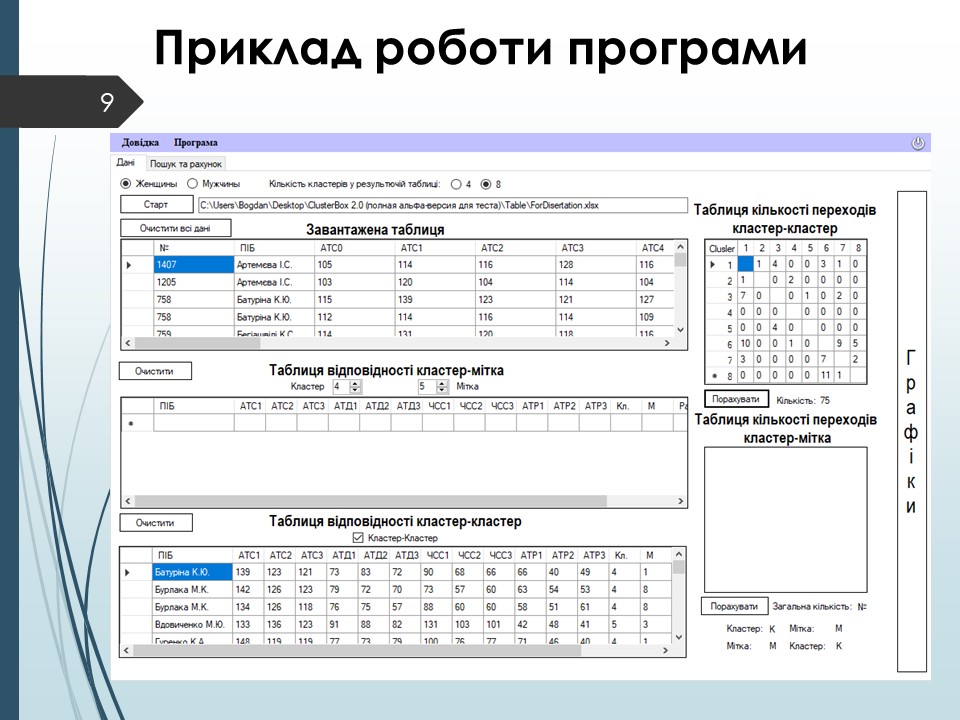 Приклад роботи програми
9
Довідка Програма
Дані Пошук та рахунок
Женщины Мужчины Кількість кластерів у результуючій таблиці: 4 8
Старт C:\Users\Bogdan\Desktop\ClusterBox 2.0 (полная альфа-версия для теста)\Table\ForDisertation.xlsx
Очистити всі дані Завантажена таблиця
№ ПІБ АТС0 АТС1 АТС2 АТС3 АТС4
1407 Артемєва І.С. 105 114 116 128 116
1205 Артемєва І.С. 103 120 104 114 104
758 Батуріна К.Ю. 115 139 123 121 127
758 Батуріна К.Ю. 112 114 116 114 109
759 Бегіашвілі К.С. 114 131 120 118 116
Таблиця кількості переходів
кластер-кластер
Clusler 1 2 3 4 5 6 7 8
1 1 4 0 0 3 1 0
2 1 0 2 0 0 0 0
3 7 0 0 1 0 2 0
4 0 0 0 0 0 0 0
5 0 0 4 0 0 0 0
6 10 0 0 1 0 9 5
7 3 0 0 0 0 7 2
8 0 0 0 0 0 11 1
Порахувати Кількість: 75
Очистити Таблиця відповідності кластер-мітка
Кластер 4 5 Мітка
ПІБ АТС1 АТС2 АТС3 АТД1 АТД2 АТД3 ЧСС1 ЧСС2 ЧСС3 АТР1 АТР2 АТР3 Кл. М Ра
Таблиця кількості переходів
кластер-мітка
Очистити Таблиця відповідності кластер-кластер
Кластер-Кластер
ПІБ АТС1 АТС2 АТС3 АТД1 АТД2 АТД3 ЧСС1 ЧСС2 ЧСС3 АТР1 АТР2 АТР3 Кл. М
Батуріна К.Ю. 139 123 121 73 83 72 90 68 66 66 40 49 4 1
Бурлака М.К. 142 126 123 79 72 70 73 57 60 63 54 53 4 8
Бурлака М.К. 134 126 118 76 75 57 88 60 60 58 51 61 4 8
Вдовиченко М.Ю. 133 136 123 91 88 82 131 103 101 42 48 41 5 3
Гуренко К.А. 148 119 119 77 73 79 100 76 77 71 46 40 4 1
Порахувати Загальна кількість: №
Кластер: К Мітка: М
Мітка: М Кластер: К
Графіки